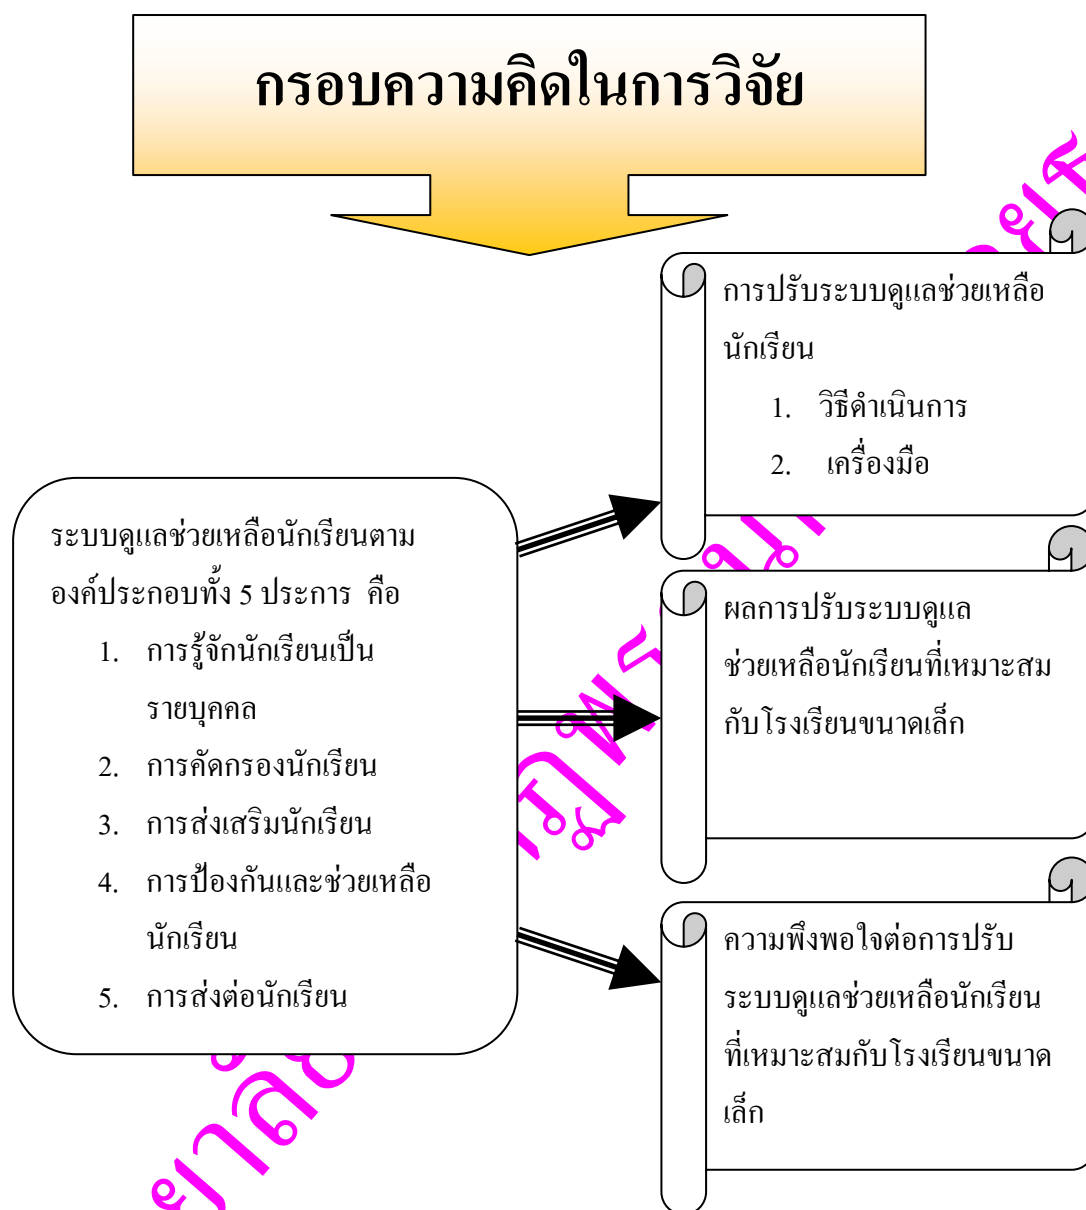 กรอบความคิดในการวิจัย
การปรับระบบดูแลช่วยเหลือ
นักเรียน
1. วิธีดำเนินการ
2. เครื่องมือ
ระบบดูแลช่วยเหลือนักเรียนตาม
องค์ประกอบทั้ง 5 ประการ คือ
1. การรู้จักนักเรียนเป็น
รายบุคคล
2. การคัดกรองนักเรียน
3. การส่งเสริมนักเรียน
4. การป้องกันและช่วยเหลือ
นักเรียน
5. การส่งต่อนักเรียน
ผลการปรับระบบดูแล
ช่วยเหลือนักเรียนที่เหมาะสม
กับโรงเรียนขนาดเล็ก
ความพึงพอใจต่อการปรับ
ระบบดูแลช่วยเหลือนักเรียน
ที่เหมาะสมกับโรงเรียนขนาด
เล็ก